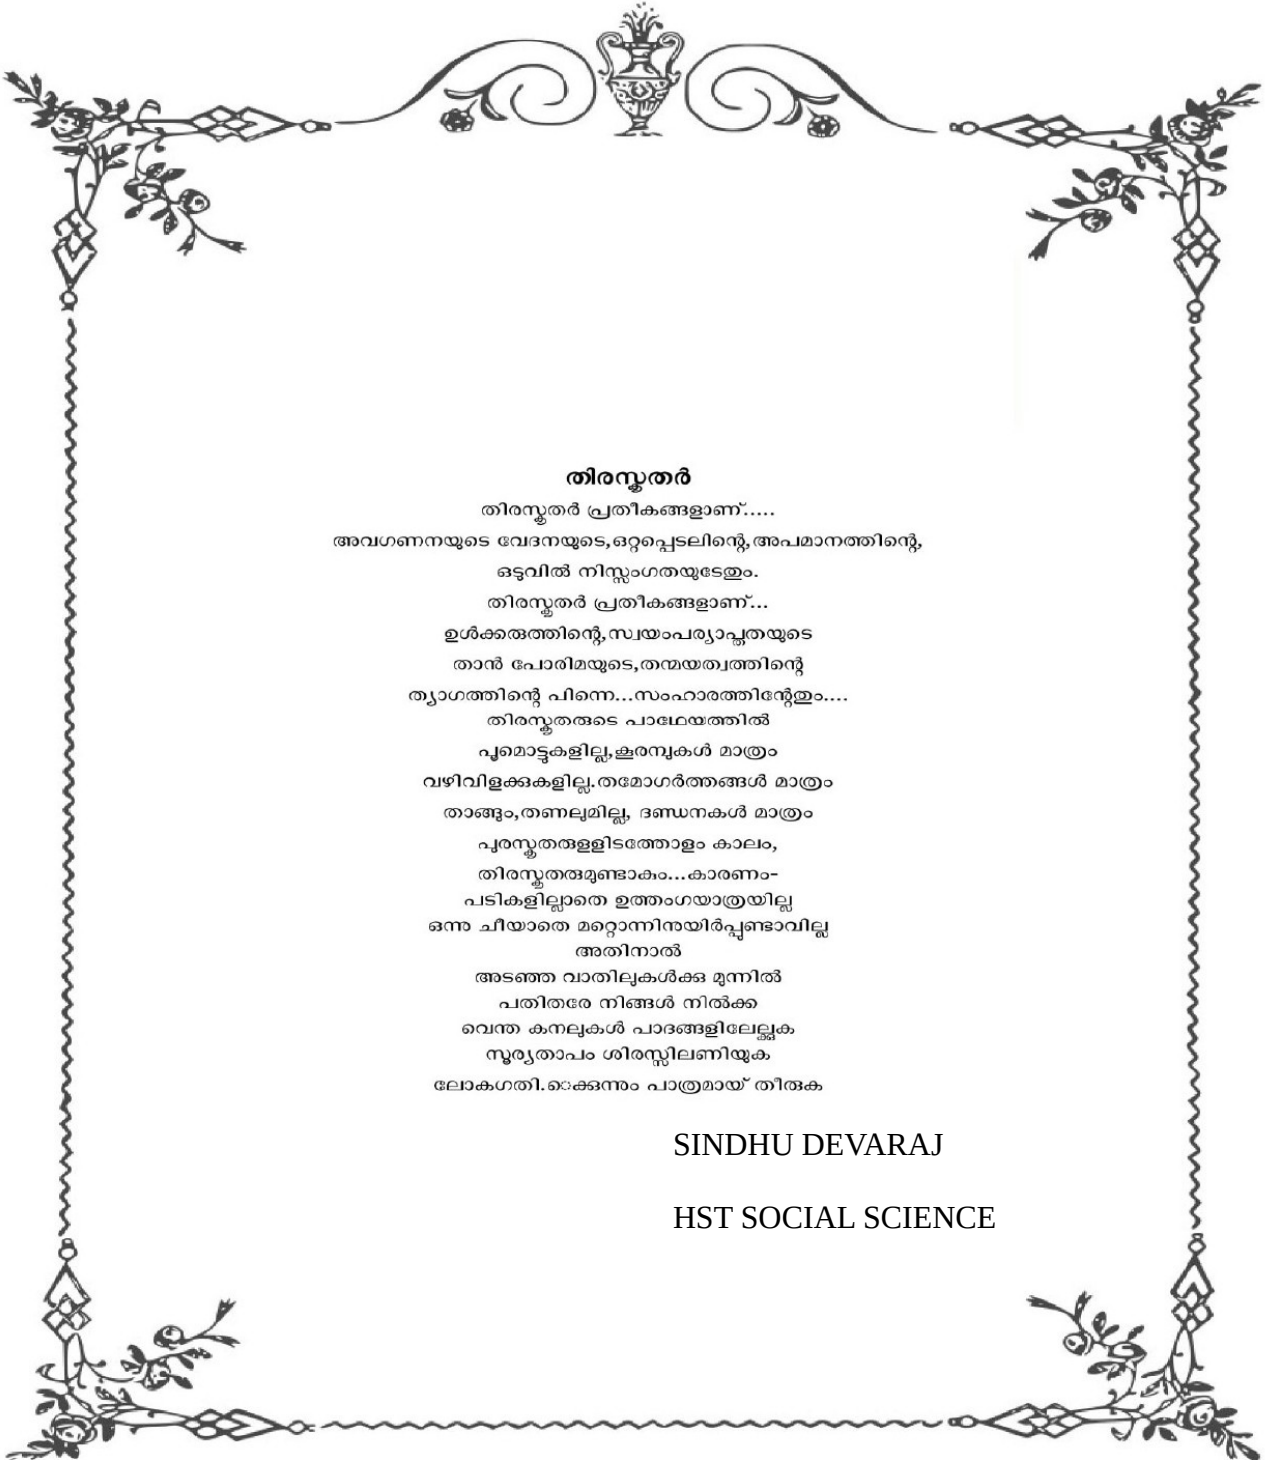 തിരസ്കൃതർ
തിരസ്കൃതർ പ്രതീകങ്ങളാണ്.....
അവഗണനയുടെ വേദനയുടെ,ഒറ്റപ്പെടലിന്റെ,അപമാനത്തിന്റെ,
ഒടുവിൽ നിസ്സംഗതയുടേതും.
തിരസ്കൃതർ പ്രതീകങ്ങളാണ്...
ഉൾക്കരുത്തിന്റെ,സ്വയംപര്യാപ്തതയുടെ
താൻ പോരിമയുടെ,തന്മയത്വത്തിന്റെ
ത്യാഗത്തിന്റെ പിന്നെ...സംഹാരത്തിന്റേതും....
തിരസ്കൃതരുടെ പാഥേയത്തിൽ
പൂമൊട്ടുകളില്ല,കൂരമ്പുകൾ മാത്രം
വഴിവിളക്കുകളില്ല.തമോഗർത്തങ്ങൾ മാത്രം
താങ്ങും,തണലുമില്ല, ദണ്ഡനകൾ മാത്രം
പുരസ്കൃതരുളളിടത്തോളം കാലം,
തിരസ്കൃതരുമുണ്ടാകും...കാരണം-
പടികളില്ലാതെ ഉത്തംഗയാത്രയില്ല
ഒന്നു ചീയാതെ മറ്റൊന്നിനുയിർപ്പുണ്ടാവില്ല
അതിനാൽ
അടഞ്ഞ വാതിലുകൾക്കു മുന്നിൽ
പതിതരേ നിങ്ങൾ നിൽക്ക
വെന്ത കനലുകൾ പാദങ്ങളിലേല്ക്കുക
സൂര്യതാപം ശിരസ്സിലണിയുക
ലോകഗതി.െക്കുന്നും പാത്രമായ് തീരുക
SINDHU DEVARAJ
HST SOCIAL SCIENCE